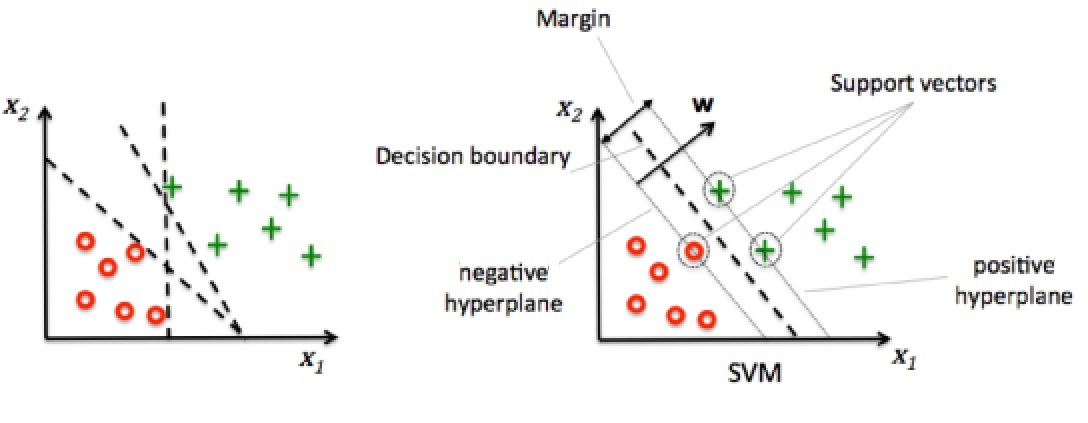 Margin
Support vectors
x₂
x₂
w
Decision boundary
negative
hyperplane
positive
hyperplane
x₁
x₁
SVM